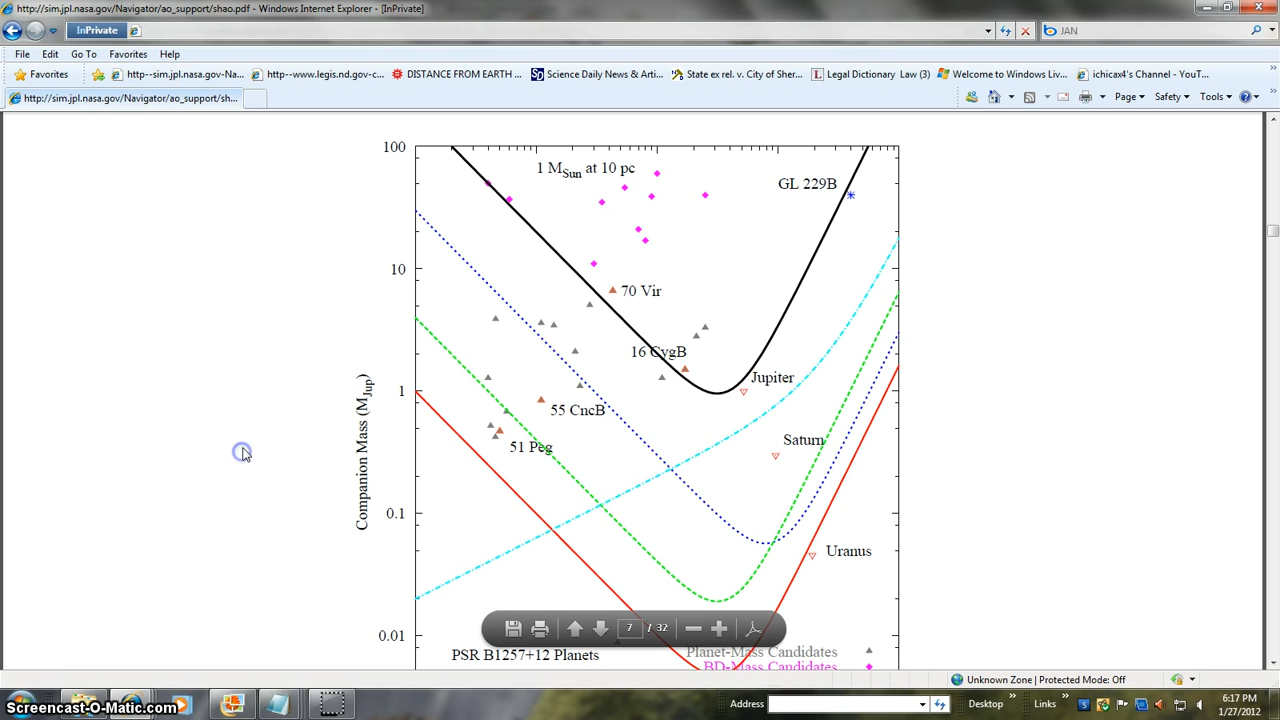 http://sim.jpl.nasa.gov/Navigator/ao_support/shao.pdf - Windows Internet Explorer - [InPrivate]
InPrivate
JAN
File Edit Go To Favorites Help
Favorites http--sim.jpl.nasa.gov-Na... http--www.legis.nd.gov-c... DISTANCE FROM EARTH ... Science Daily News & Arti... State ex rel. v. City of Sher... Legal Dictionary Law (3) Welcome to Windows Liv... ichicax4's Channel - YouT...
http://sim.jpl.nasa.gov/Navigator/ao_support/sh... Page Safety Tools
100
1 MSun at 10 pc
GL 229B
10
70 Vir
16 CygB
Jupiter
1
55 CncB
Saturn
51 Peg
Companion Mass (MJup)
0.1
Uranus
7 / 32
0.01
PSR B1257+12 Planets
Planet-Mass Candidates
BD-Mass Candidates
Unknown Zone | Protected Mode: Off
Screencast-O-Matic.com
Address Desktop Links
6:17 PM
1/27/2012